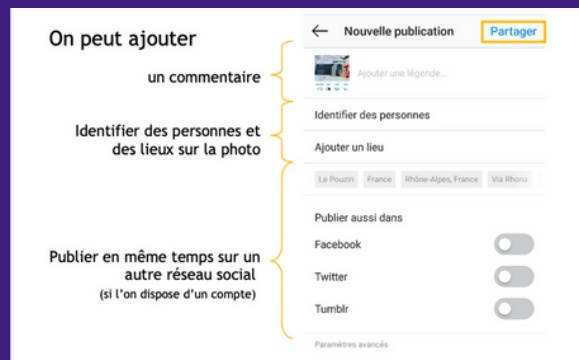 On peut ajouter
un commentaire
Identifier des personnes et
des lieux sur la photo
Publier en même temps sur un
autre réseau social
(si l'on dispose d'un compte)
Nouvelle publication
Partager
Ajouter une légende...
Identifier des personnes
Ajouter un lieu
Le Pouzin
France
Rhône-Alpes, France
Via Rhona
Publier aussi dans
Facebook
Twitter
Tumblr
Paramètres avancés